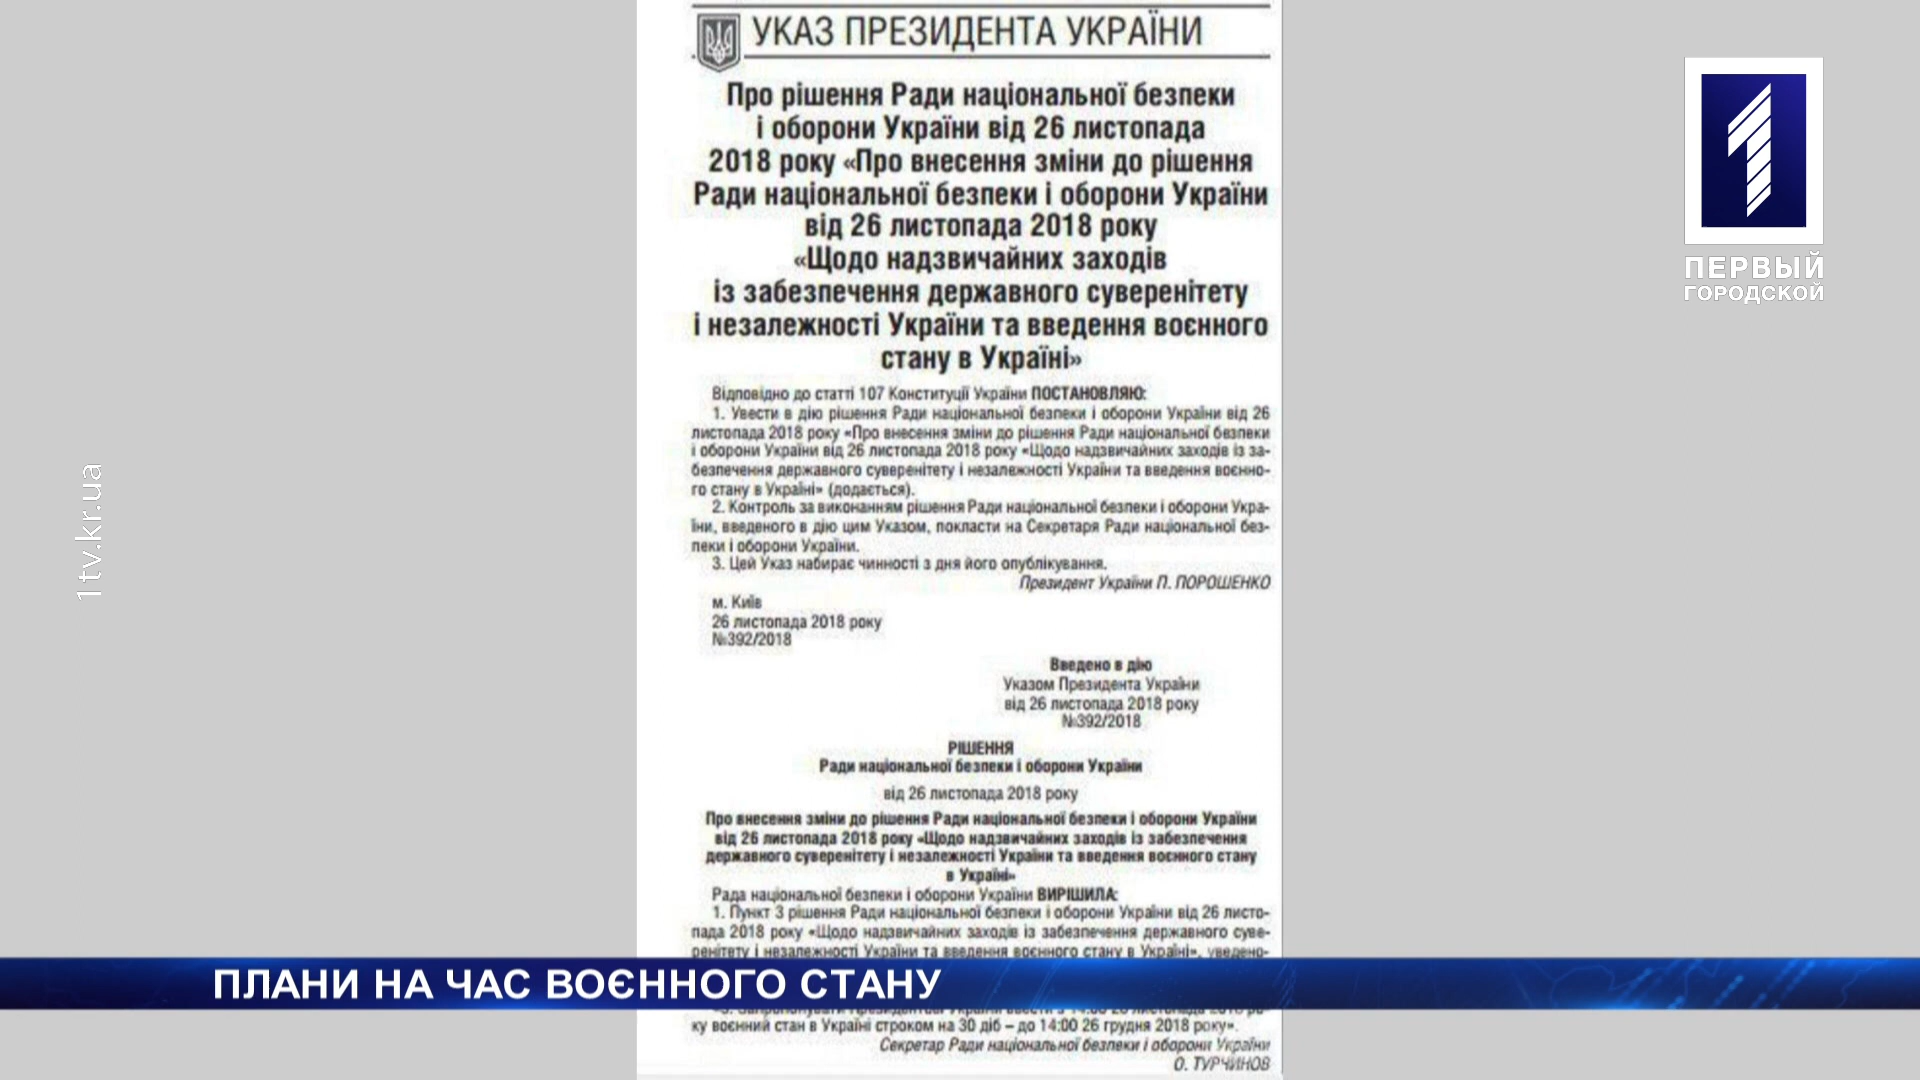 УКАЗ ПРЕЗИДЕНТА УКРАЇНИ
Про рішення Ради національної безпеки
і оборони України від 26 листопада
2018 року «Про внесення зміни до рішення
Ради національної безпеки і оборони України
від 26 листопада 2018 року
«Щодо надзвичайних заходів
із забезпечення державного суверенітету
і незалежності України та введення воєнного
стану в Україні»
Відповідно до статті 107 Конституції України ПОСТАНОВЛЯЮ:
1. Увести в дію рішення Ради національної безпеки і оборони України від 26
листопада 2018 року «Про внесення зміни до рішення Ради національної безпеки
і оборони України від 26 листопада 2018 року «Щодо надзвичайних заходів із за-
безпечення державного суверенітету і незалежності України та введення воєнно-
го стану в Україні» (додається).
2. Контроль за виконанням рішення Ради національної безпеки і оборони Укра-
їни, введеного в дію цим Указом, покласти на Секретаря Ради національної без-
пеки і оборони України.
3. Цей Указ набирає чинності з дня його опублікування.
Президент України П. ПОРОШЕНКО
м. Київ
26 листопада 2018 року
№392/2018
Введено в дію
Указом Президента України
від 26 листопада 2018 року
№392/2018
РІШЕННЯ
Ради національної безпеки і оборони України
від 26 листопада 2018 року
Про внесення зміни до рішення Ради національної безпеки і оборони України
від 26 листопада 2018 року «Щодо надзвичайних заходів із забезпечення
державного суверенітету і незалежності України та введення воєнного стану
в Україні»
Рада національної безпеки і оборони України ВИРІШИЛА:
1. Пункт 3 рішення Ради національної безпеки і оборони України від 26 листо-
пада 2018 року «Щодо надзвичайних заходів із забезпечення державного суве-
ренітету і незалежності України та введення воєнного стану в Україні», уведено-
ПЛАНИ НА ЧАС ВОЄННОГО СТАНУ
ку воєнний стан в Україні строком на 30 діб – до 14:00 26 грудня 2018 року».
Секретар Ради національної безпеки і оборони України
О. ТУРЧИНОВ
1
ПЕРВЫЙ
ГОРОДСКОЙ
1tv.kr.ua